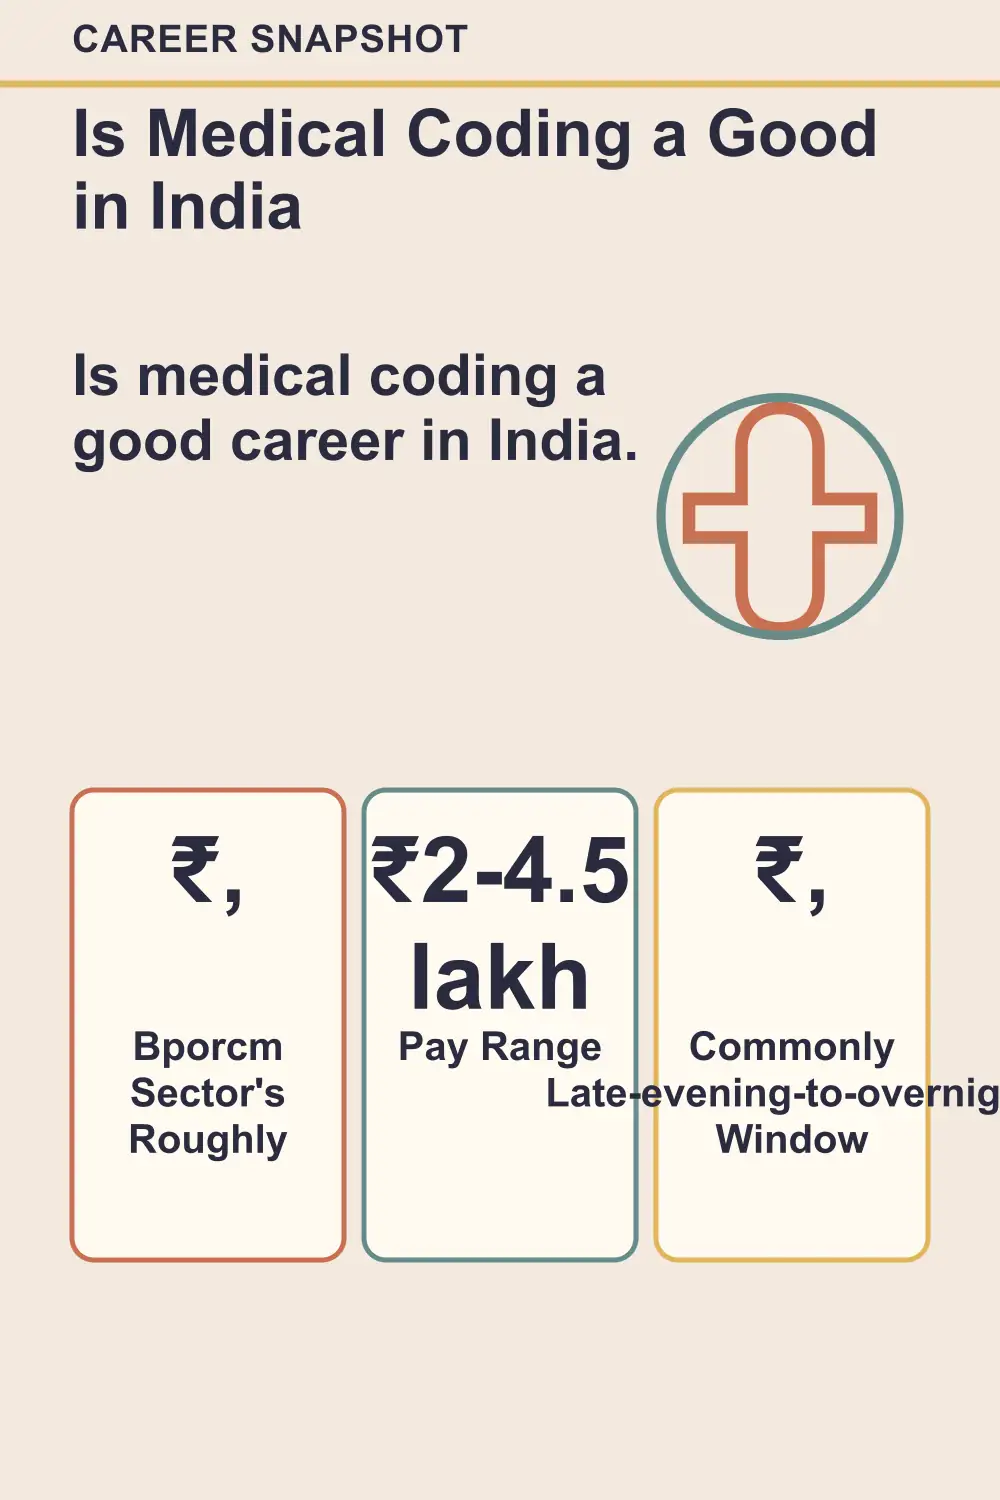 CAREER SNAPSHOT
Is Medical Coding a Good
in India
Is medical coding a
good career in India.
₹,
Bporcm
Sector's
Roughly
₹2-4.5
lakh
Pay Range
₹,
Commonly
Late-evening-to-overnig
Window